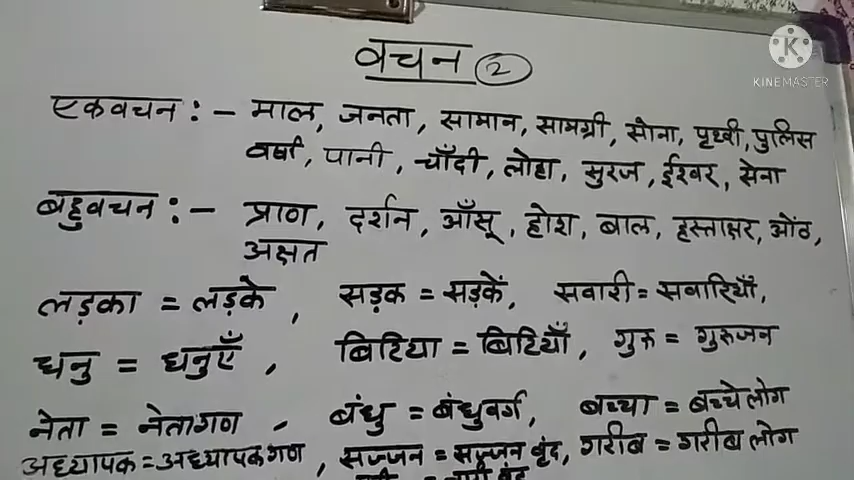 वचन (2)
K
KINEMASTER
एकवचन :- माल, जनता, सामान, सामग्री, सोना, पृथ्वी, पुलिस
वर्षा, पानी, चाँदी, लोहा, सुरज, ईश्वर, सेना
बहुवचन :- प्राण, दर्शन, आँसू, होश, बाल, हस्ताक्षर, ओंठ,
अक्षत
लड़का = लड़के, सड़क = सड़कें, सवारी = सवारियाँ,
धनु = धनुएँ, बिटिया = बिटियाँ, गुरु = गुरुजन
नेता = नेतागण, बंधु = बंधुवर्ग, बच्चा = बच्चेलोग
अध्यापक = अध्यापकगण, सज्जन = सज्जन वृंद, गरीब = गरीब लोग